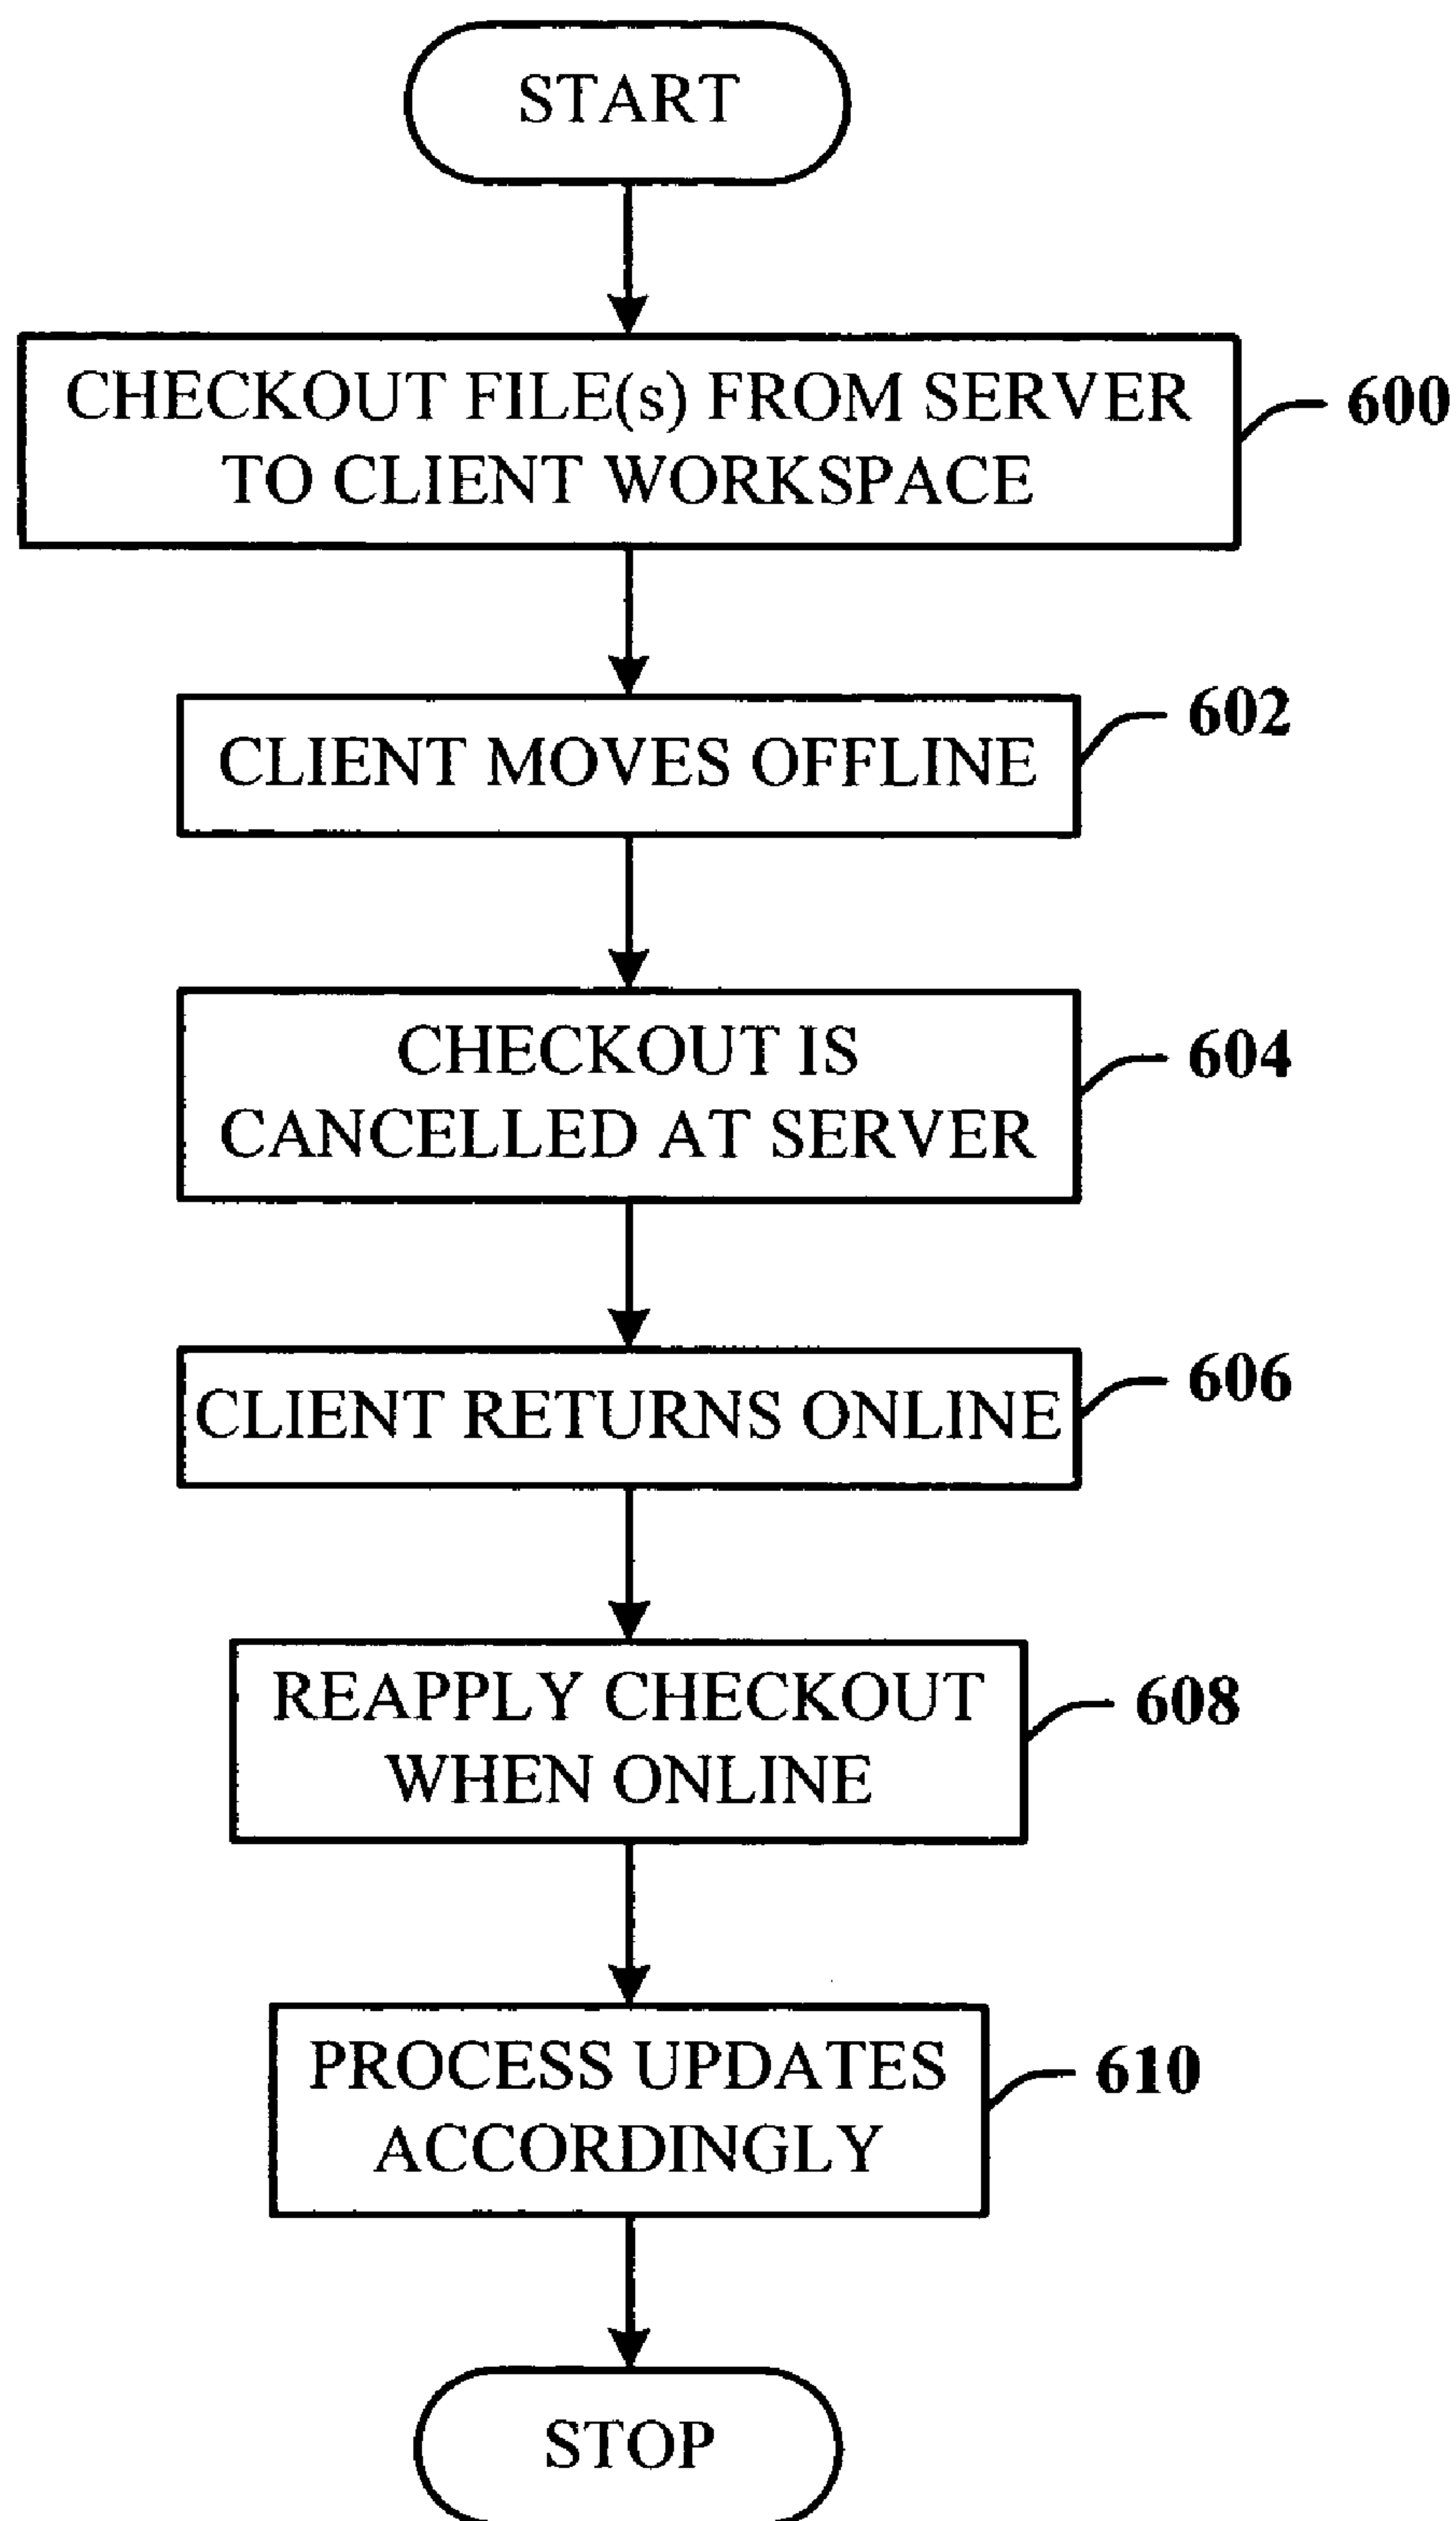 START
CHECKOUT FILE(s) FROM SERVER
TO CLIENT WORKSPACE
600
CLIENT MOVES OFFLINE
602
CHECKOUT IS
CANCELLED AT SERVER
604
CLIENT RETURNS ONLINE
606
REAPPLY CHECKOUT
WHEN ONLINE
608
PROCESS UPDATES
ACCORDINGLY
610
STOP